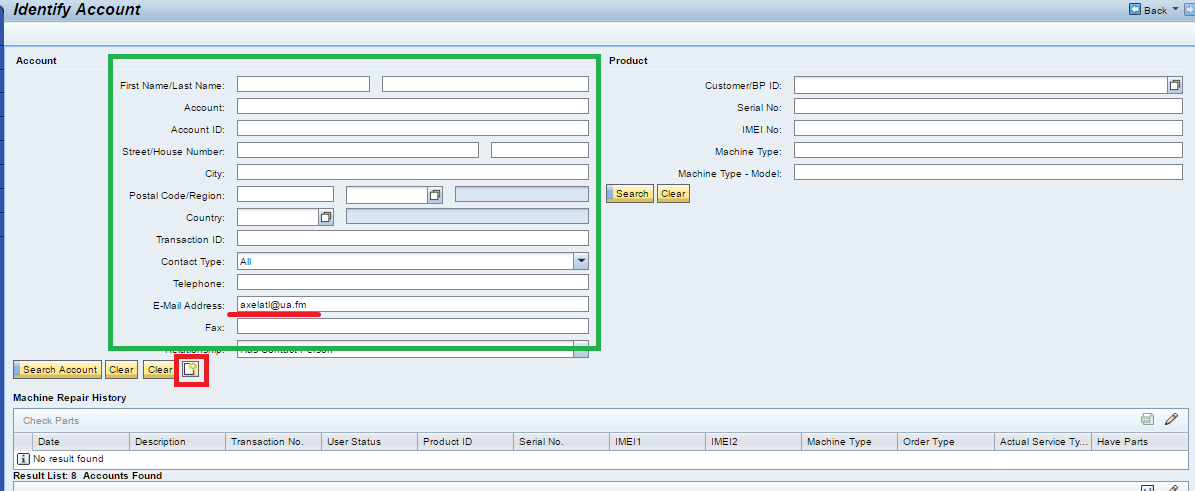 Identify Account
Back
Account
First Name/Last Name:
Account:
Account ID:
Street/House Number:
City:
Postal Code/Region:
Country:
Transaction ID:
Contact Type: All
Telephone:
E-Mail Address: axelatl@ua.fm
Fax:
Relationship: Has Contact Person
Search Account Clear Clear
Product
Customer/BP ID:
Serial No:
IMEI No:
Machine Type:
Machine Type - Model:
Search Clear
Machine Repair History
Check Parts
Date Description Transaction No. User Status Product ID Serial No. IMEI1 IMEI2 Machine Type Order Type Actual Service Ty... Have Parts
No result found
Result List: 8 Accounts Found